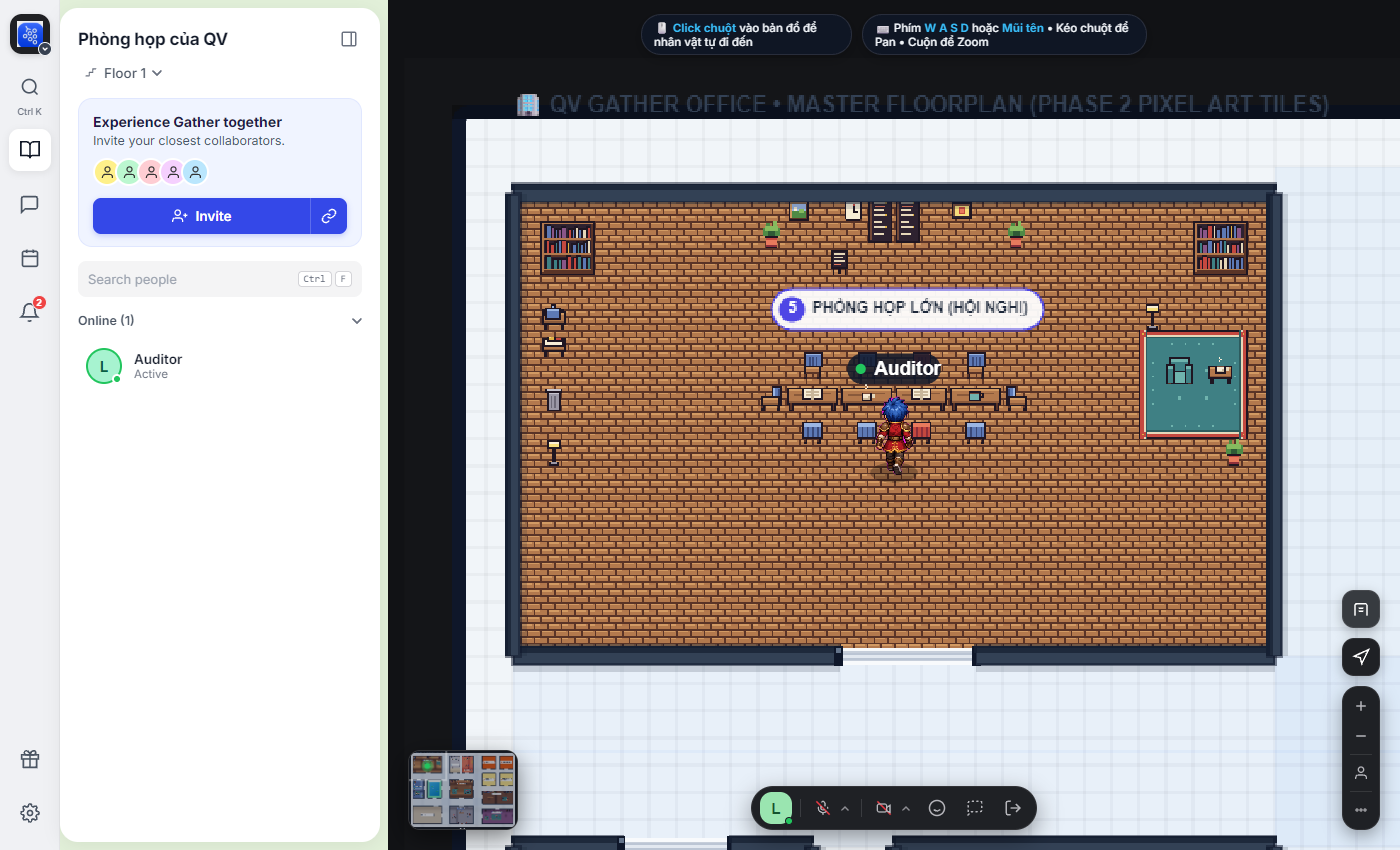 Phòng họp của QV
Floor 1
Ctrl K
Experience Gather together
Invite your closest collaborators.
Invite
Search people
Ctrl F
2
Online (1)
L
Auditor
Active
Click chuột vào bản đồ để
nhân vật tự đi đến
Phím W A S D hoặc Mũi tên • Kéo chuột để
Pan • Cuộn để Zoom
QV GATHER OFFICE • MASTER FLOORPLAN (PHASE 2 PIXEL ART TILES)
5 PHÒNG HỌP LỚN (HỘI NGHỊ)
Auditor
L